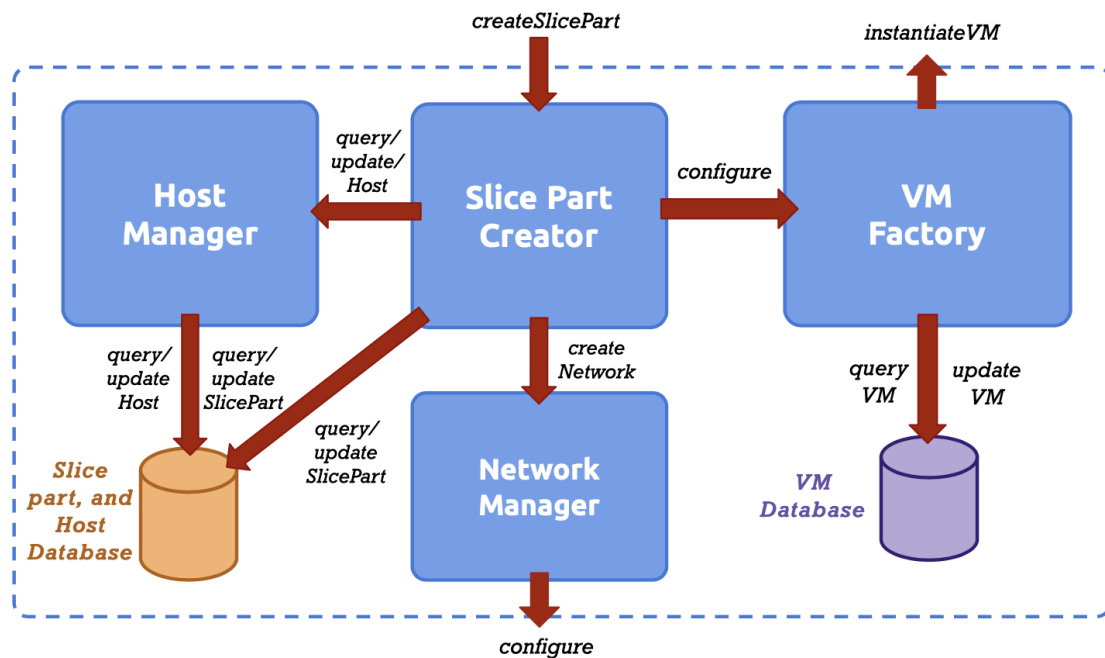 createSlicePart
instantiateVM
query/
update/
Host
Host
Manager
Slice Part
Creator
configure
VM
Factory
query/
update
Host
query/
update
SlicePart
create
Network
query
VM
update
VM
query/
update
SlicePart
Slice
part, and
Host
Database
Network
Manager
VM
Database
configure